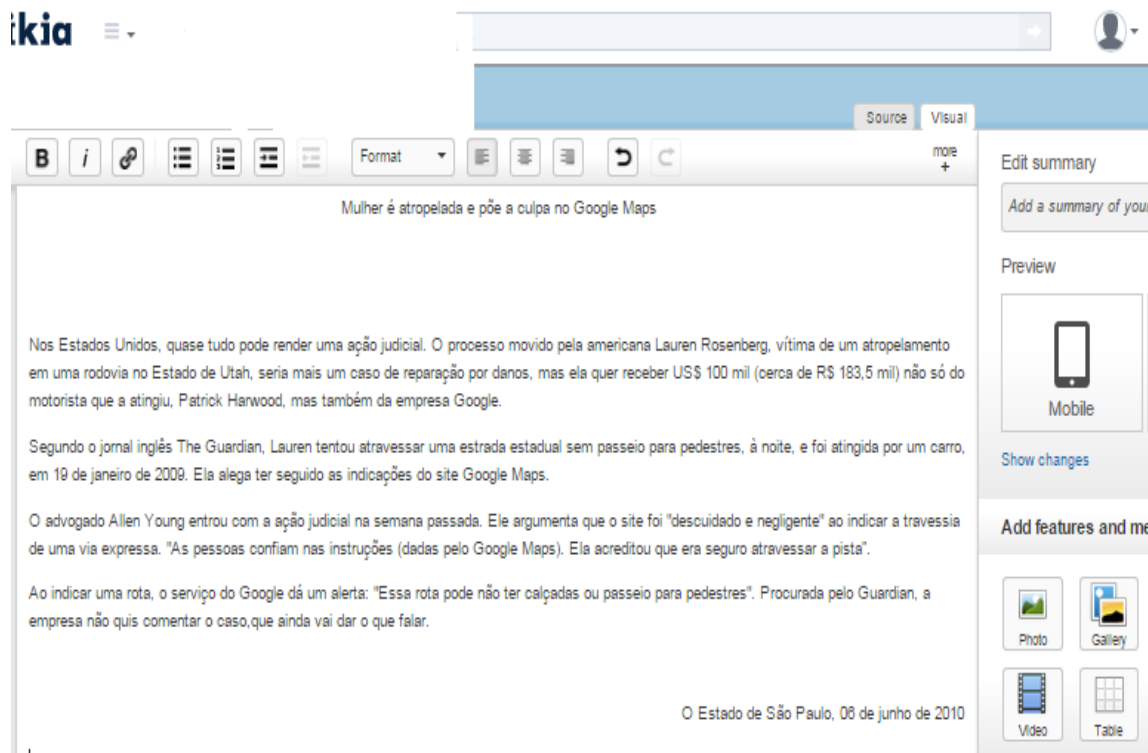 kia
Source Visual
B i Format more
+
Edit summary
Add a summary of your
Mulher é atropelada e põe a culpa no Google Maps
Preview
Mobile
Show changes
Nos Estados Unidos, quase tudo pode render uma ação judicial. O processo movido pela americana Lauren Rosenberg, vítima de um atropelamento
em uma rodovia no Estado de Utah, seria mais um caso de reparação por danos, mas ela quer receber US$ 100 mil (cerca de R$ 183,5 mil) não só do
motorista que a atingiu, Patrick Harwood, mas também da empresa Google.
Segundo o jornal inglês The Guardian, Lauren tentou atravessar uma estrada estadual sem passeio para pedestres, à noite, e foi atingida por um carro,
em 19 de janeiro de 2009. Ela alega ter seguido as indicações do site Google Maps.
O advogado Allen Young entrou com a ação judicial na semana passada. Ele argumenta que o site foi "descuidado e negligente" ao indicar a travessia
de uma via expressa. "As pessoas confiam nas instruções (dadas pelo Google Maps). Ela acreditou que era seguro atravessar a pista".
Ao indicar uma rota, o serviço do Google dá um alerta: "Essa rota pode não ter calçadas ou passeio para pedestres". Procurada pelo Guardian, a
empresa não quis comentar o caso,que ainda vai dar o que falar.
O Estado de São Paulo, 06 de junho de 2010
Add features and me
Photo Gallery
Video Table